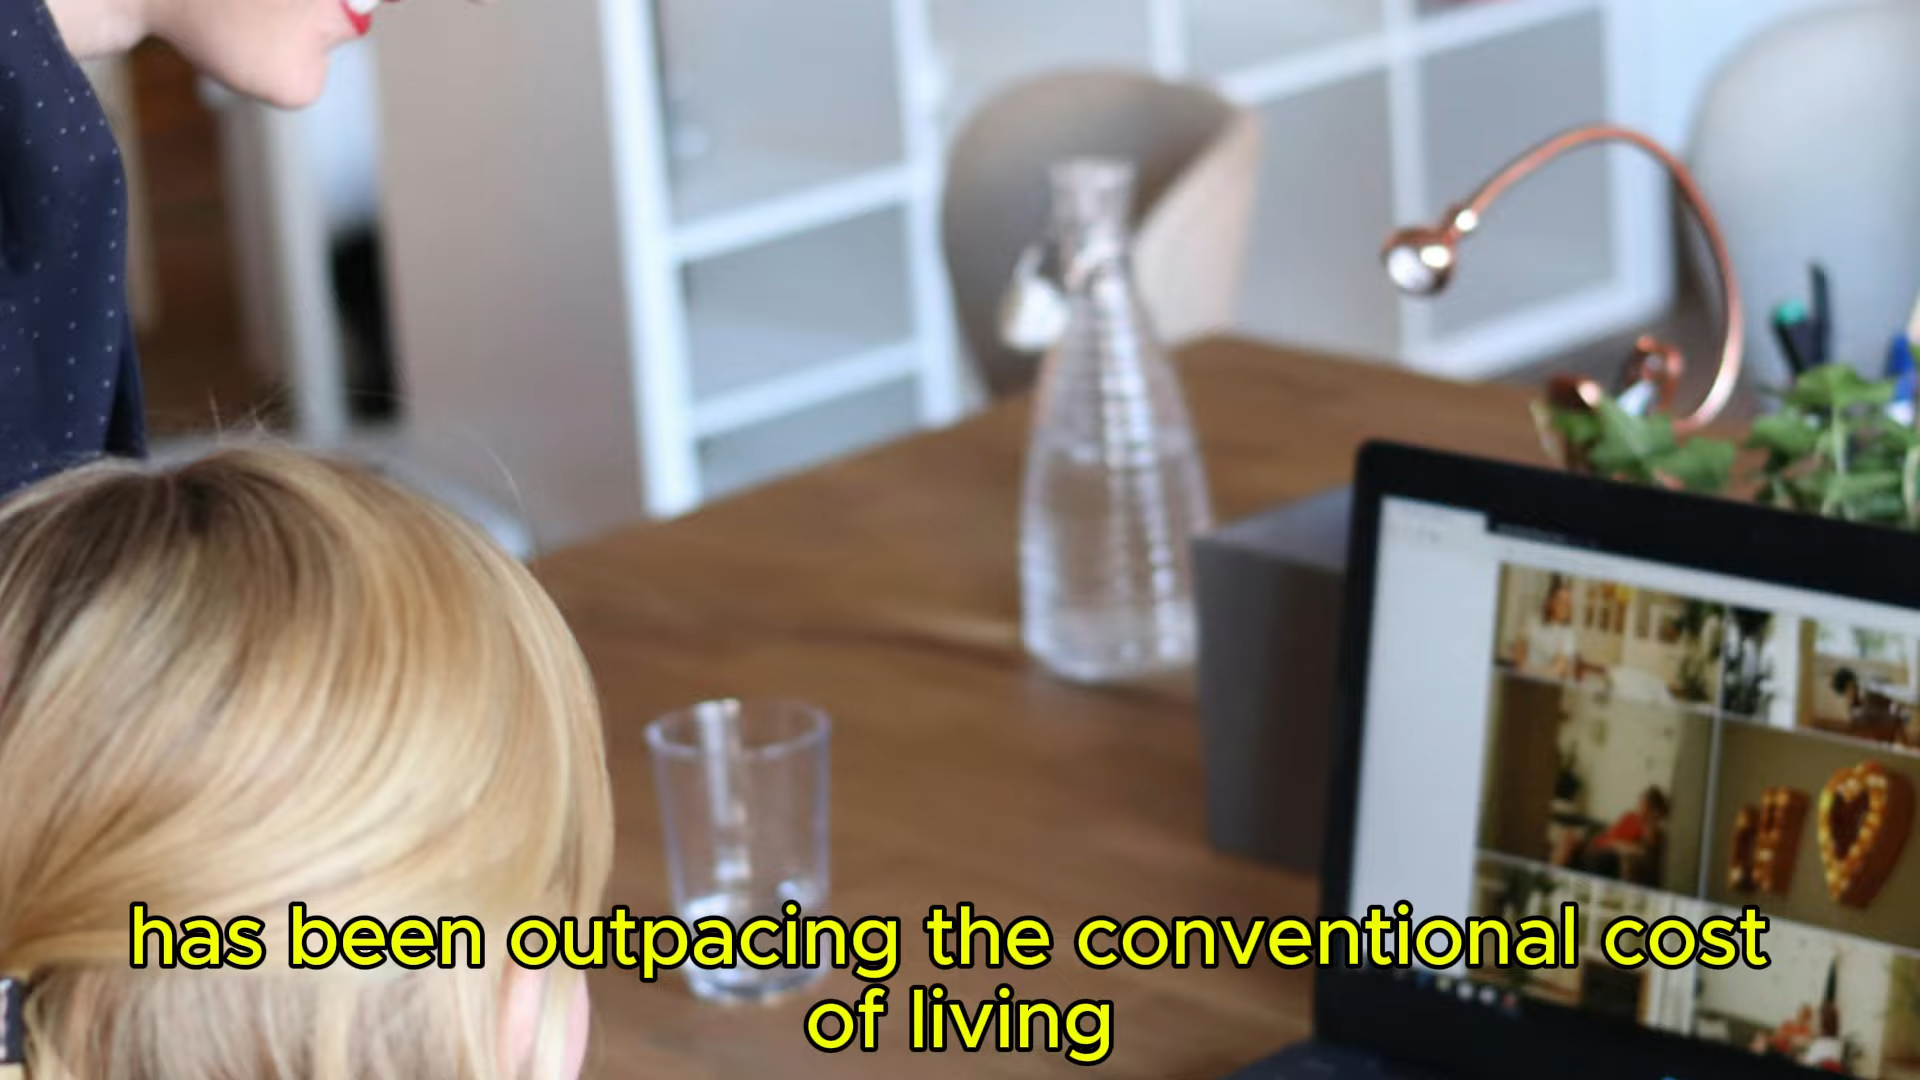 has been outpacing the conventional cost
of living